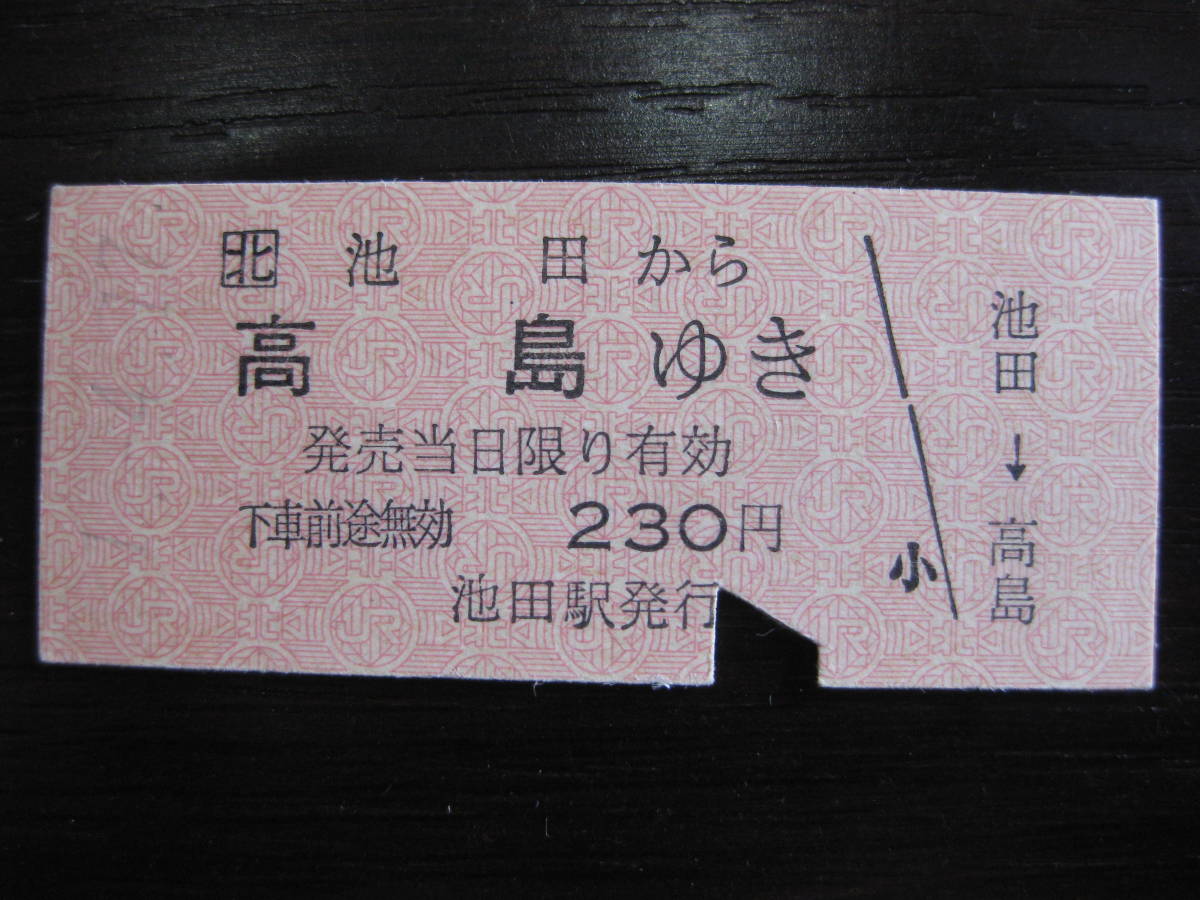 北 池田から
高島ゆき
発売当日限り有効
下車前途無効 230円
池田駅発行
小
池田→高島